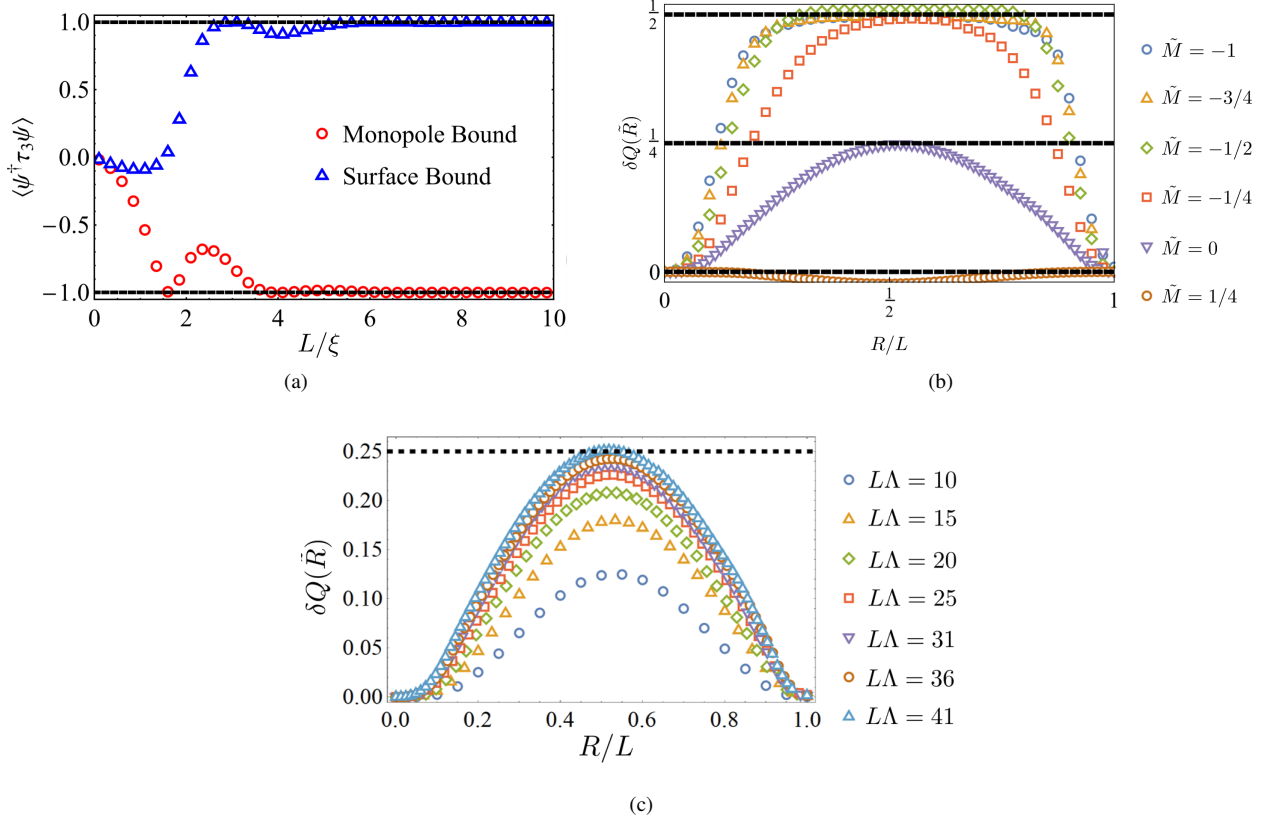 1.0
0.5
0.0
−0.5
−1.0
⟨ψ†τ₃ψ⟩
Monopole Bound
Surface Bound
0 2 4 6 8 10
L/ξ
(a)
1/2
1/4
0
δQ(R̃)
0 1/2 1
R/L
M̃ = −1
M̃ = −3/4
M̃ = −1/2
M̃ = −1/4
M̃ = 0
M̃ = 1/4
(b)
0.25
0.20
0.15
0.10
0.05
0.00
δQ(R̃)
0.0 0.2 0.4 0.6 0.8 1.0
R/L
LΛ = 10
LΛ = 15
LΛ = 20
LΛ = 25
LΛ = 31
LΛ = 36
LΛ = 41
(c)